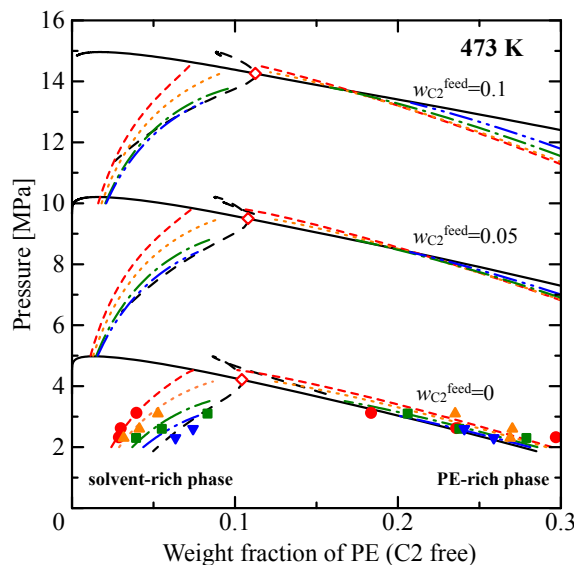 16
473 K
14
w_C2^feed=0.1
12
10
w_C2^feed=0.05
8
6
4
w_C2^feed=0
2
solvent-rich phase
PE-rich phase
0
0
0.1
0.2
0.3
Pressure [MPa]
Weight fraction of PE (C2 free)